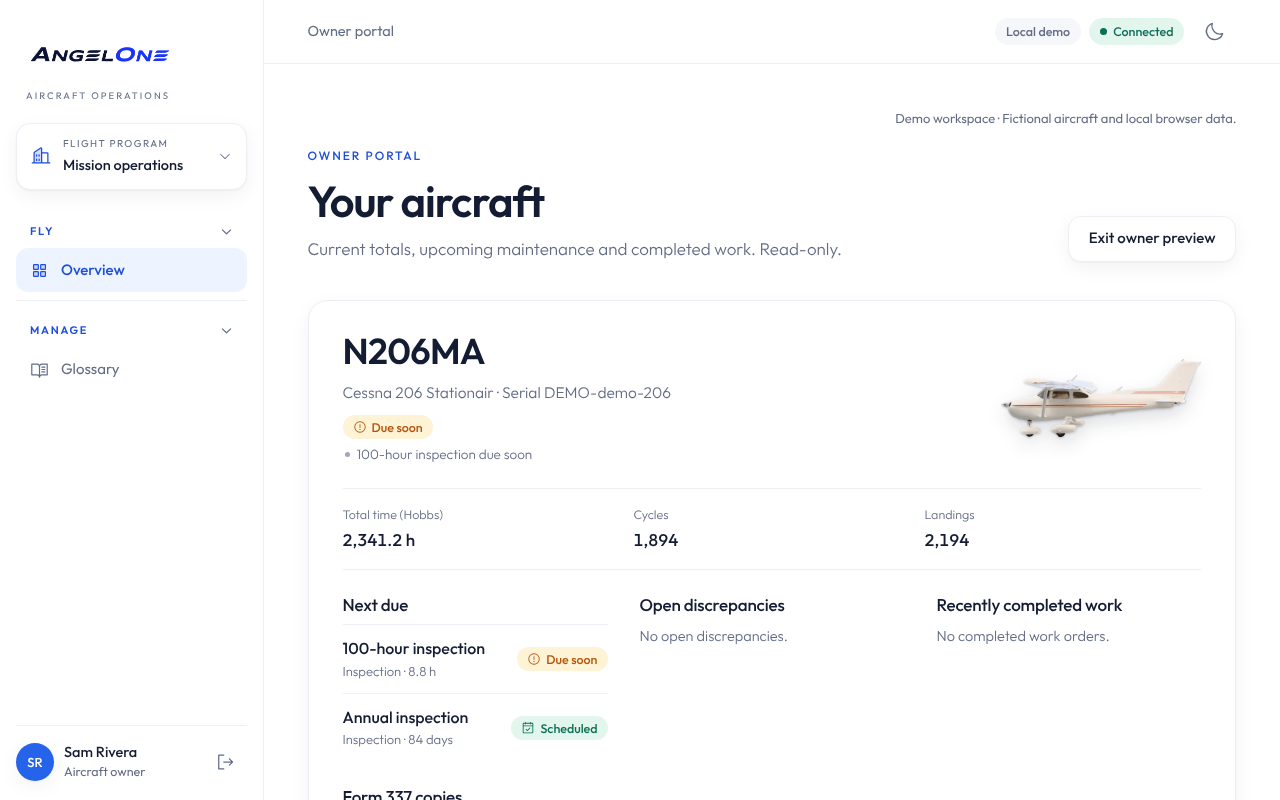 ANGELONE
AIRCRAFT OPERATIONS
FLIGHT PROGRAM
Mission operations
FLY
Overview
MANAGE
Glossary
SR
Sam Rivera
Aircraft owner
Owner portal
Local demo
Connected
Demo workspace · Fictional aircraft and local browser data.
OWNER PORTAL
Your aircraft
Current totals, upcoming maintenance and completed work. Read-only.
Exit owner preview
N206MA
Cessna 206 Stationair · Serial DEMO-demo-206
Due soon
100-hour inspection due soon
Total time (Hobbs)
2,341.2 h
Cycles
1,894
Landings
2,194
Next due
100-hour inspection
Inspection · 8.8 h
Due soon
Annual inspection
Inspection · 84 days
Scheduled
Form 337 copies
Open discrepancies
No open discrepancies.
Recently completed work
No completed work orders.